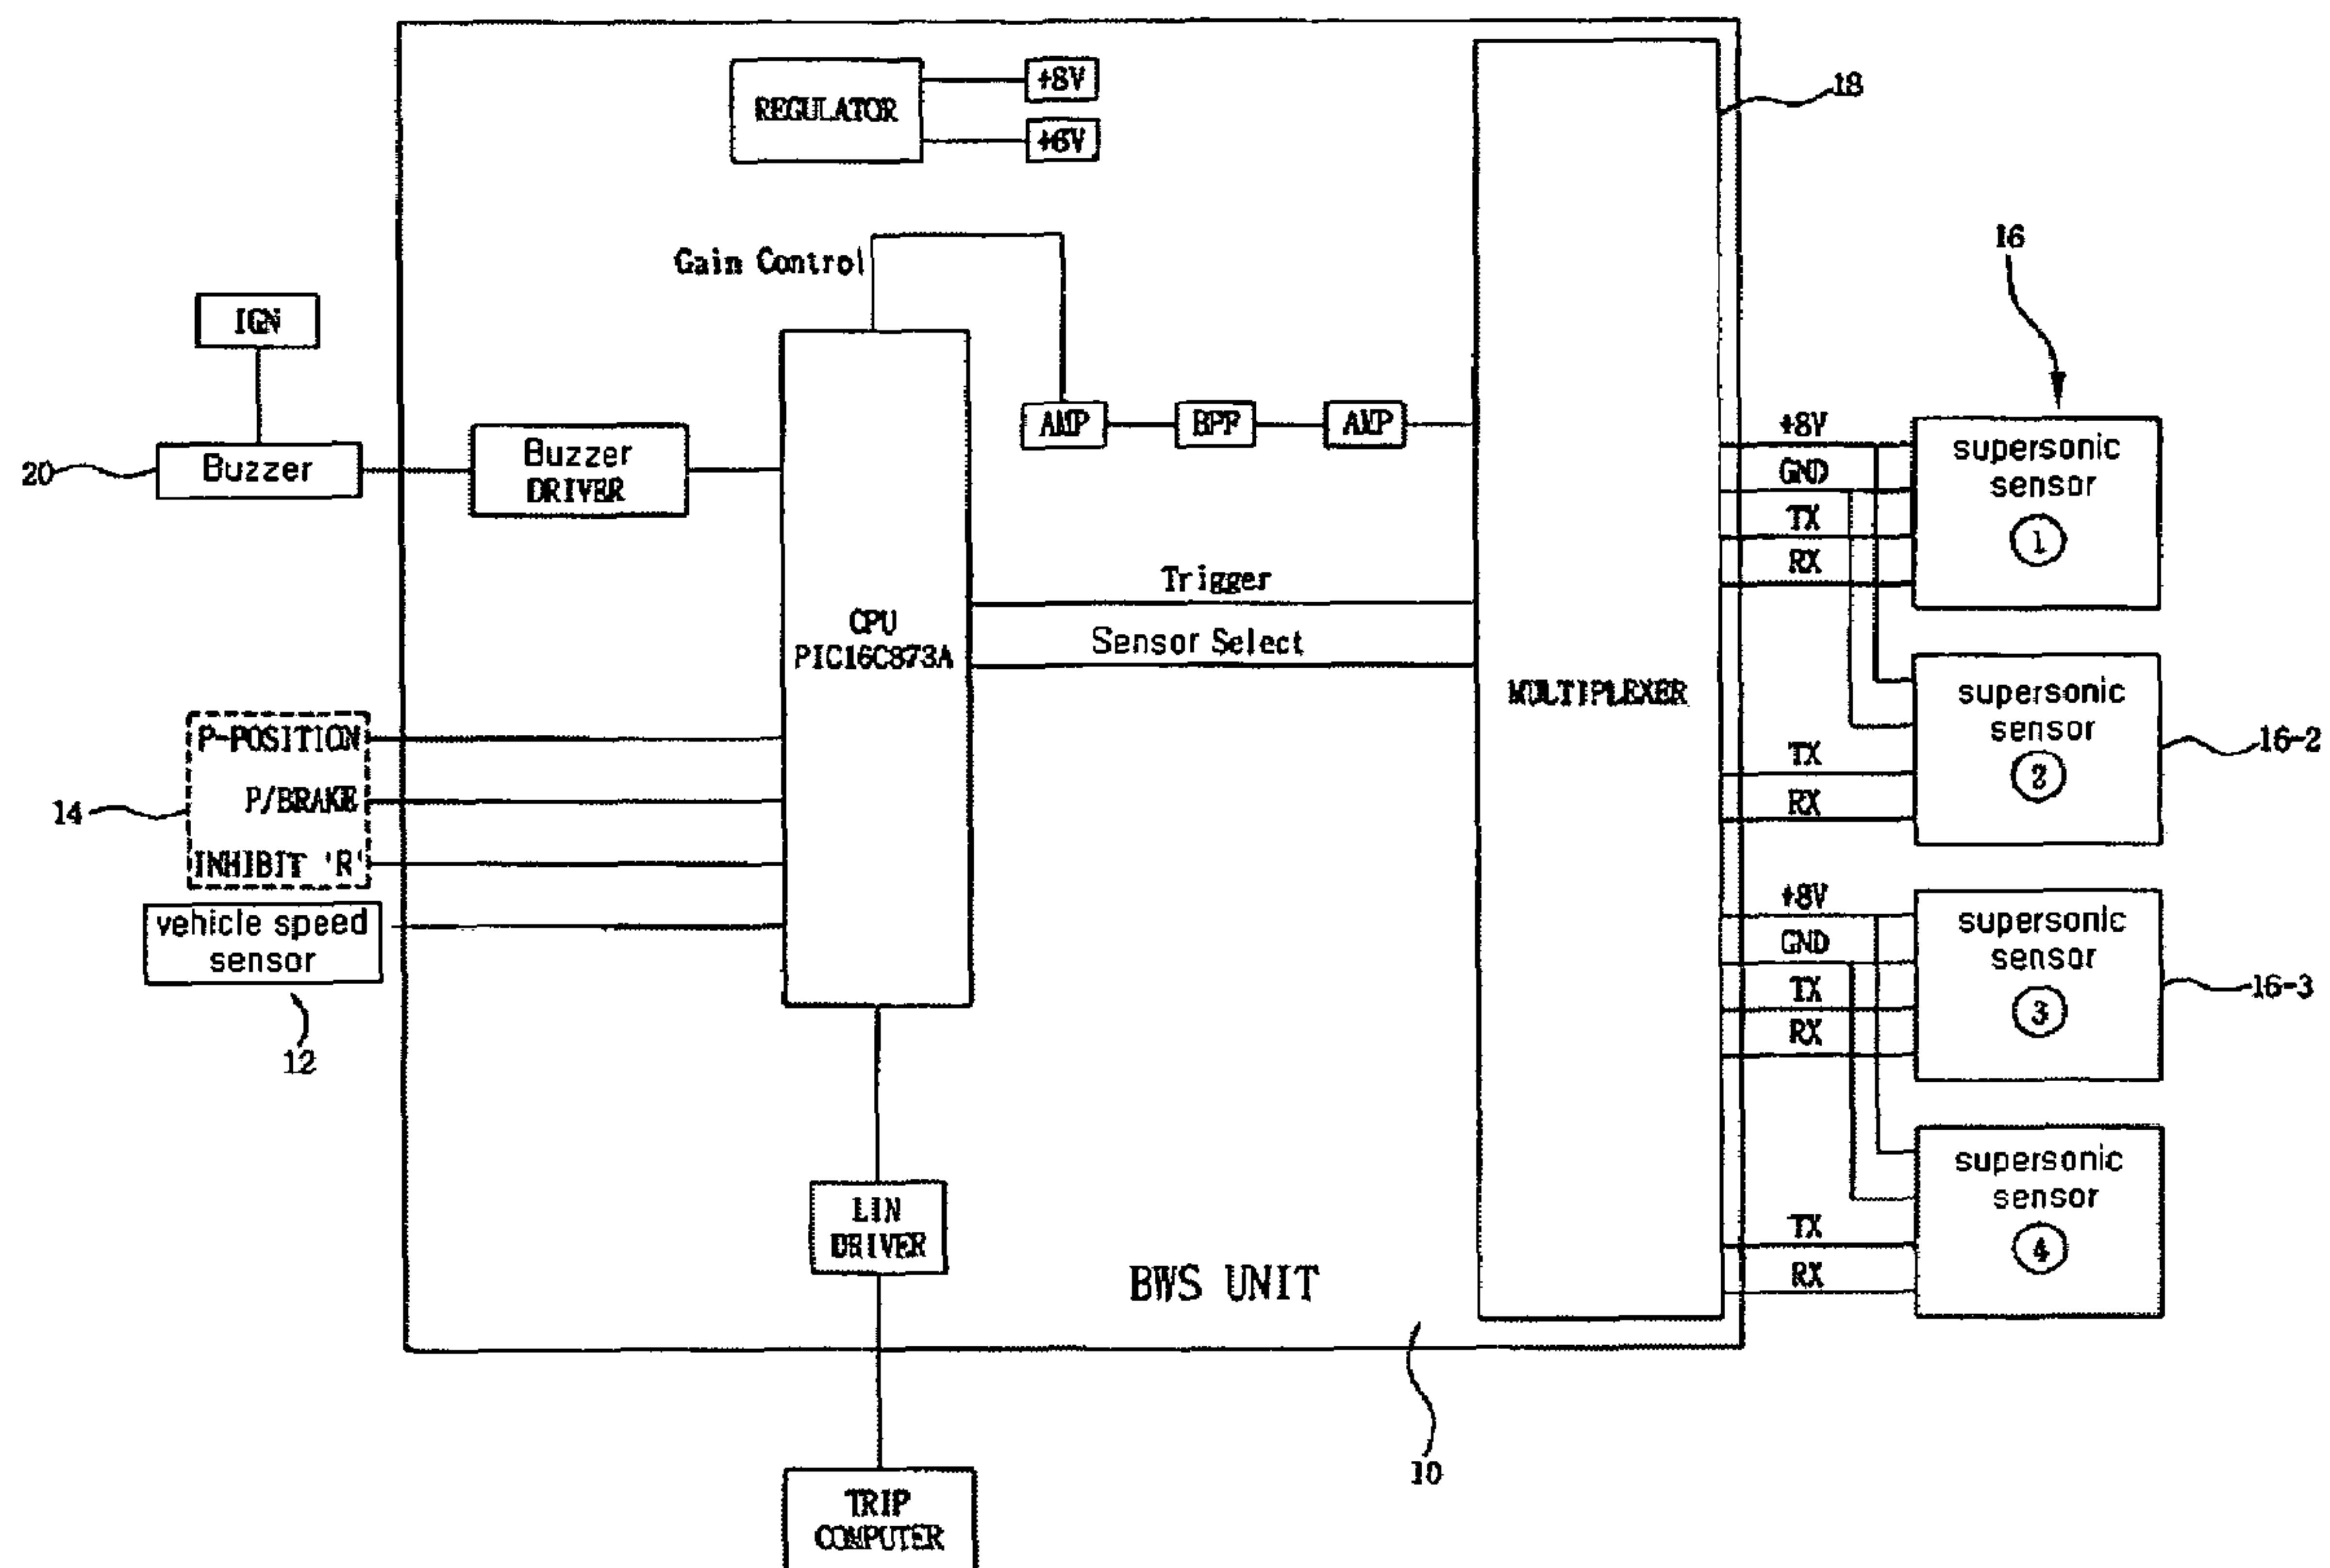 REGULATOR
+8V
+6V
18
16
Gain Control
IGN
AMP
BPF
AMP
20
Buzzer
Buzzer
DRIVER
+8V
GND
TX
RX
supersonic
sensor
1
Trigger
Sensor Select
CPU
PIC16C873A
MULTIPLEXER
supersonic
sensor
2
16-2
TX
RX
14
P-POSITION
P/BRAKE
INHIBIT 'R'
vehicle speed
sensor
12
+8V
GND
TX
RX
supersonic
sensor
3
16-3
supersonic
sensor
4
TX
RX
LIN
DRIVER
BWS UNIT
10
TRIP
COMPUTER